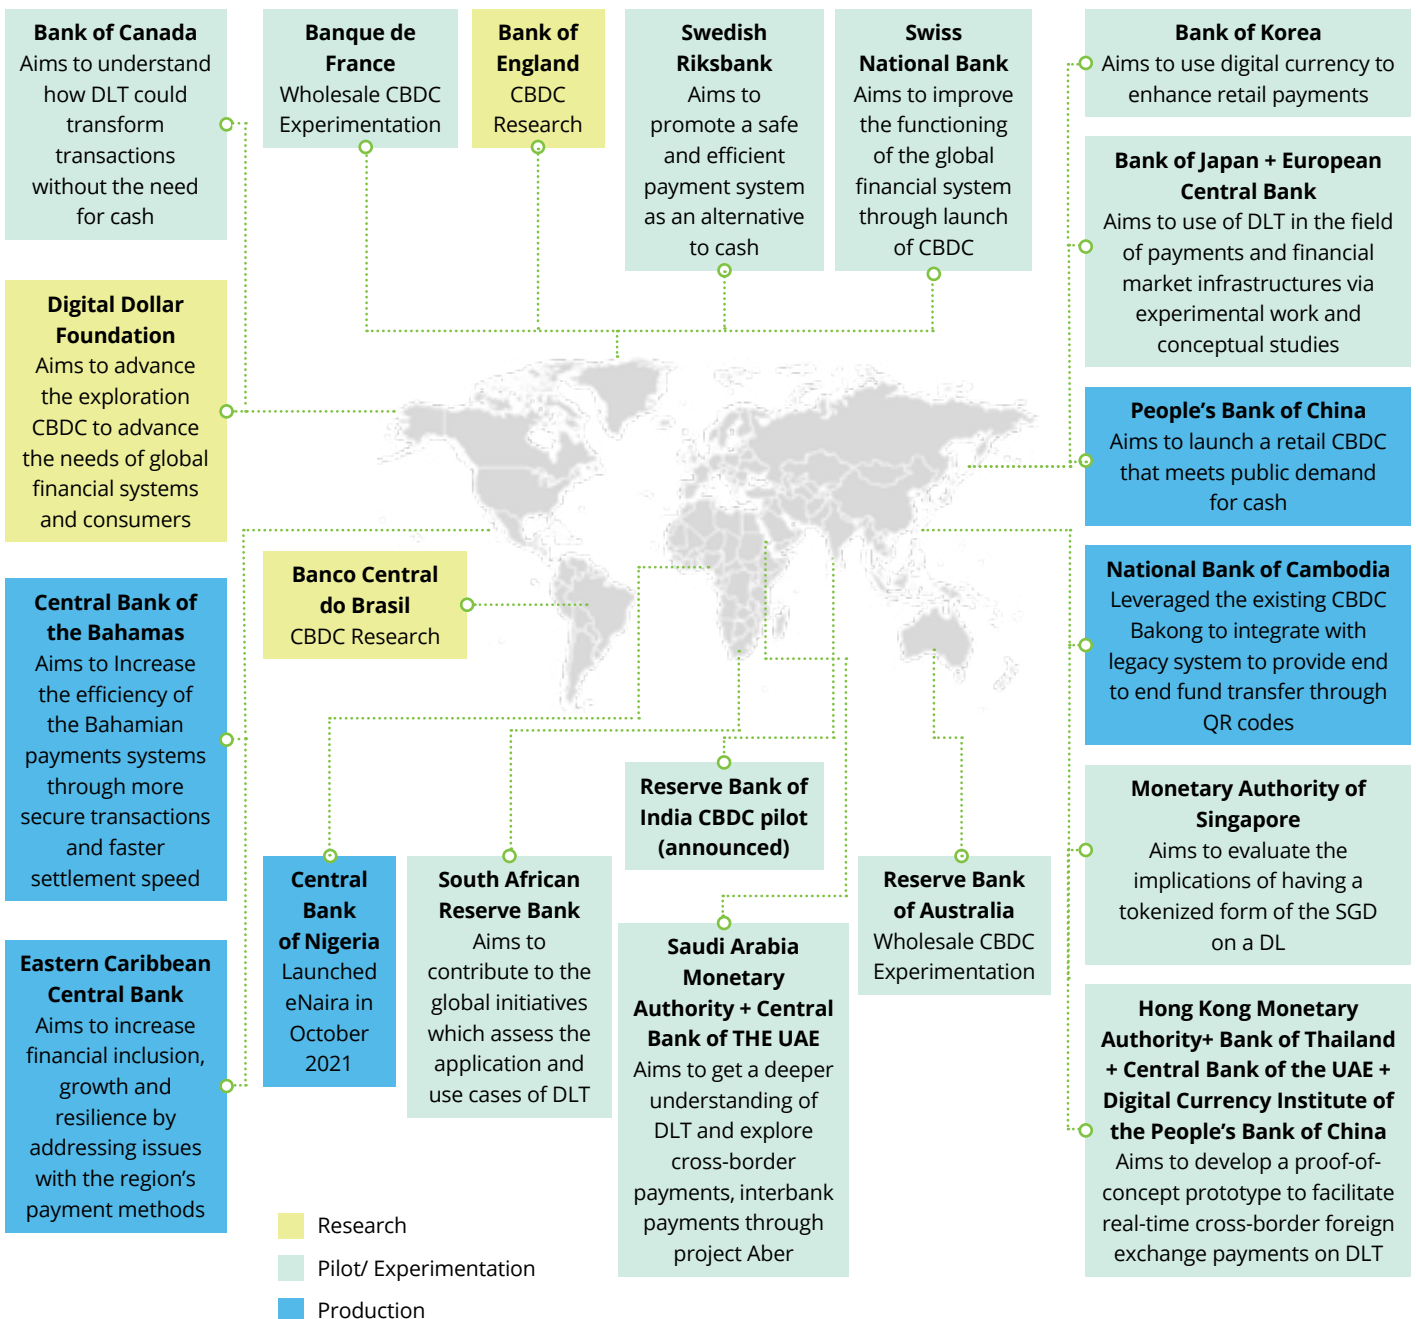 Bank of Canada
Aims to understand
how DLT could
transform
transactions
without the need
for cash
Banque de
France
Wholesale CBDC
Experimentation
Bank of
England
CBDC
Research
Swedish
Riksbank
Aims to
promote a safe
and efficient
payment system
as an alternative
to cash
Swiss
National Bank
Aims to improve
the functioning
of the global
financial system
through launch
of CBDC
Bank of Korea
Aims to use digital currency to
enhance retail payments
Bank of Japan + European
Central Bank
Aims to use of DLT in the field
of payments and financial
market infrastructures via
experimental work and
conceptual studies
Digital Dollar
Foundation
Aims to advance
the exploration
CBDC to advance
the needs of global
financial systems
and consumers
People's Bank of China
Aims to launch a retail CBDC
that meets public demand
for cash
Banco Central
do Brasil
CBDC Research
National Bank of Cambodia
Leveraged the existing CBDC
Bakong to integrate with
legacy system to provide end
to end fund transfer through
QR codes
Central Bank of
the Bahamas
Aims to Increase
the efficiency of
the Bahamian
payments systems
through more
secure transactions
and faster
settlement speed
Reserve Bank of
India CBDC pilot
(announced)
Monetary Authority of
Singapore
Aims to evaluate the
implications of having a
tokenized form of the SGD
on a DL
Eastern Caribbean
Central Bank
Aims to increase
financial inclusion,
growth and
resilience by
addressing issues
with the region's
payment methods
Central
Bank
of Nigeria
Launched
eNaira in
October
2021
South African
Reserve Bank
Aims to
contribute to the
global initiatives
which assess the
application and
use cases of DLT
Saudi Arabia
Monetary
Authority + Central
Bank of THE UAE
Aims to get a deeper
understanding of
DLT and explore
cross-border
payments, interbank
payments through
project Aber
Reserve Bank
of Australia
Wholesale CBDC
Experimentation
Hong Kong Monetary
Authority+ Bank of Thailand
+ Central Bank of the UAE +
Digital Currency Institute of
the People's Bank of China
Aims to develop a proof-of-
concept prototype to facilitate
real-time cross-border foreign
exchange payments on DLT
Research
Pilot/ Experimentation
Production